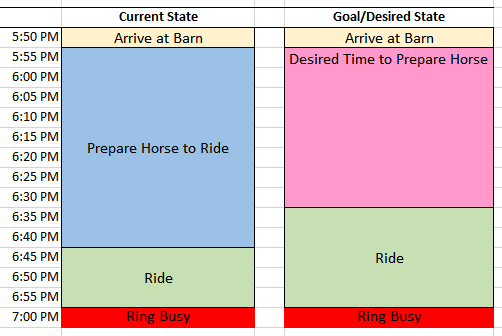 Current State Goal/Desired State
5:50 PM Arrive at Barn Arrive at Barn
5:55 PM Desired Time to Prepare Horse
6:00 PM
6:05 PM
6:10 PM
6:15 PM Prepare Horse to Ride
6:20 PM
6:25 PM
6:30 PM
6:35 PM
6:40 PM
6:45 PM Ride
6:50 PM Ride
6:55 PM
7:00 PM Ring Busy Ring Busy